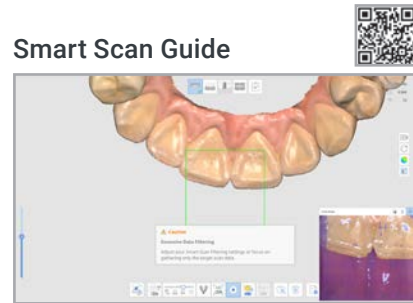 Smart Scan Guide
Caution
Excessive Data Filtering
Adjust your Smart Scan Filtering settings or focus on
gathering only the target scan data.